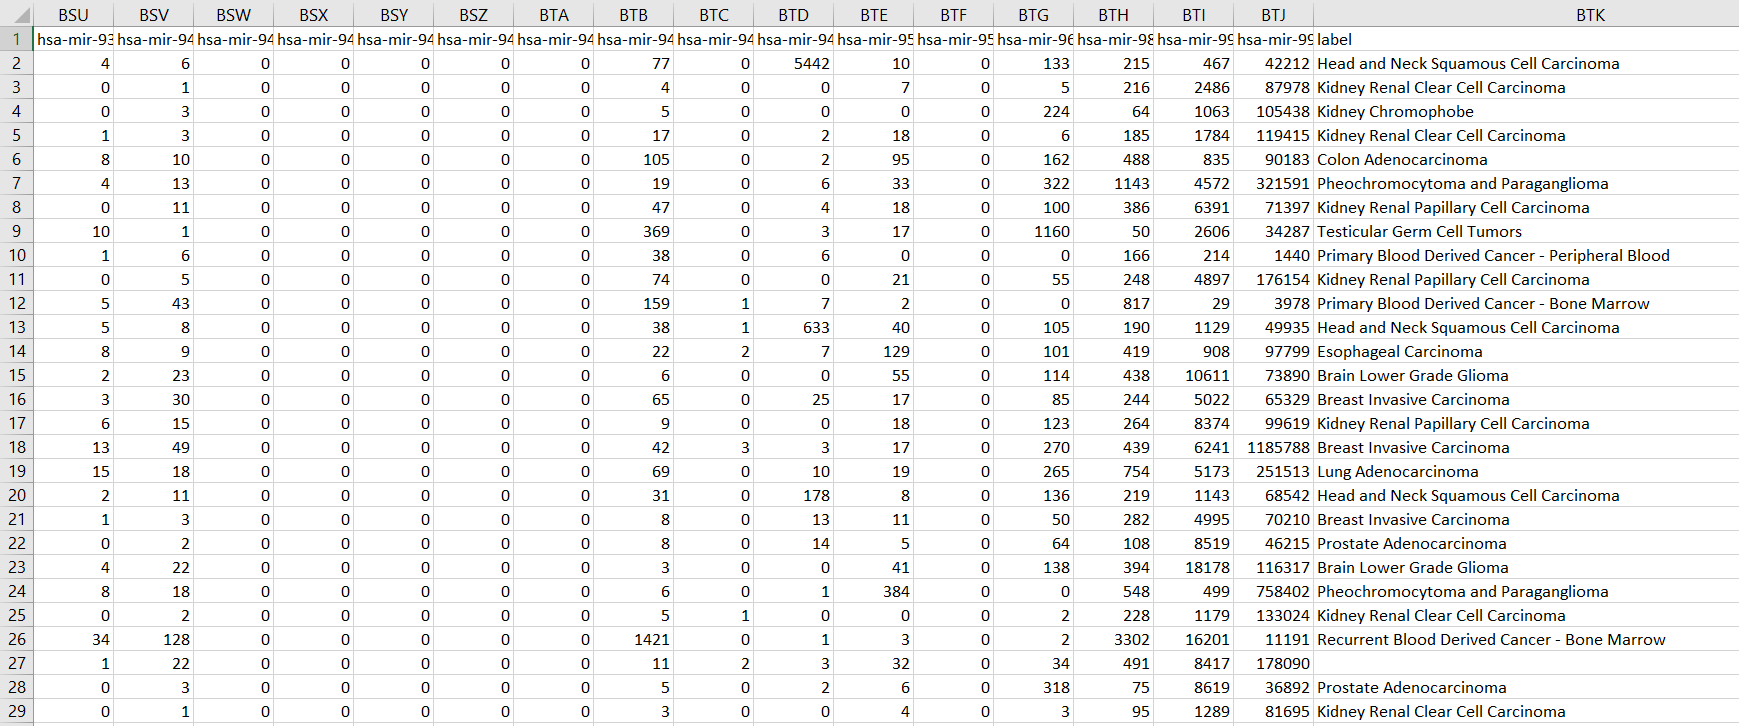 BSU BSV BSW BSX BSY BSZ BTA BTB BTC BTD BTE BTF BTG BTH BTI BTJ BTK
1 hsa-mir-93 hsa-mir-94 hsa-mir-94 hsa-mir-94 hsa-mir-94 hsa-mir-94 hsa-mir-94 hsa-mir-94 hsa-mir-94 hsa-mir-94 hsa-mir-95 hsa-mir-95 hsa-mir-96 hsa-mir-98 hsa-mir-99 hsa-mir-99 label
2 4 6 0 0 0 0 0 77 0 5442 10 0 133 215 467 42212 Head and Neck Squamous Cell Carcinoma
3 0 1 0 0 0 0 0 4 0 0 7 0 5 216 2486 87978 Kidney Renal Clear Cell Carcinoma
4 0 3 0 0 0 0 0 5 0 0 0 0 224 64 1063 105438 Kidney Chromophobe
5 1 3 0 0 0 0 0 17 0 2 18 0 6 185 1784 119415 Kidney Renal Clear Cell Carcinoma
6 8 10 0 0 0 0 0 105 0 2 95 0 162 488 835 90183 Colon Adenocarcinoma
7 4 13 0 0 0 0 0 19 0 6 33 0 322 1143 4572 321591 Pheochromocytoma and Paraganglioma
8 0 11 0 0 0 0 0 47 0 4 18 0 100 386 6391 71397 Kidney Renal Papillary Cell Carcinoma
9 10 1 0 0 0 0 0 369 0 3 17 0 1160 50 2606 34287 Testicular Germ Cell Tumors
10 1 6 0 0 0 0 0 38 0 6 0 0 0 166 214 1440 Primary Blood Derived Cancer - Peripheral Blood
11 0 5 0 0 0 0 0 74 0 0 21 0 55 248 4897 176154 Kidney Renal Papillary Cell Carcinoma
12 5 43 0 0 0 0 0 159 1 7 2 0 0 817 29 3978 Primary Blood Derived Cancer - Bone Marrow
13 5 8 0 0 0 0 0 38 1 633 40 0 105 190 1129 49935 Head and Neck Squamous Cell Carcinoma
14 8 9 0 0 0 0 0 22 2 7 129 0 101 419 908 97799 Esophageal Carcinoma
15 2 23 0 0 0 0 0 6 0 0 55 0 114 438 10611 73890 Brain Lower Grade Glioma
16 3 30 0 0 0 0 0 65 0 25 17 0 85 244 5022 65329 Breast Invasive Carcinoma
17 6 15 0 0 0 0 0 9 0 0 18 0 123 264 8374 99619 Kidney Renal Papillary Cell Carcinoma
18 13 49 0 0 0 0 0 42 3 3 17 0 270 439 6241 1185788 Breast Invasive Carcinoma
19 15 18 0 0 0 0 0 69 0 10 19 0 265 754 5173 251513 Lung Adenocarcinoma
20 2 11 0 0 0 0 0 31 0 178 8 0 136 219 1143 68542 Head and Neck Squamous Cell Carcinoma
21 1 3 0 0 0 0 0 8 0 13 11 0 50 282 4995 70210 Breast Invasive Carcinoma
22 0 2 0 0 0 0 0 8 0 14 5 0 64 108 8519 46215 Prostate Adenocarcinoma
23 4 22 0 0 0 0 0 3 0 0 41 0 138 394 18178 116317 Brain Lower Grade Glioma
24 8 18 0 0 0 0 0 6 0 1 384 0 0 548 499 758402 Pheochromocytoma and Paraganglioma
25 0 2 0 0 0 0 0 5 1 0 0 0 2 228 1179 133024 Kidney Renal Clear Cell Carcinoma
26 34 128 0 0 0 0 0 1421 0 1 3 0 2 3302 16201 11191 Recurrent Blood Derived Cancer - Bone Marrow
27 1 22 0 0 0 0 0 11 2 3 32 0 34 491 8417 178090
28 0 3 0 0 0 0 0 5 0 2 6 0 318 75 8619 36892 Prostate Adenocarcinoma
29 0 1 0 0 0 0 0 3 0 0 4 0 3 95 1289 81695 Kidney Renal Clear Cell Carcinoma